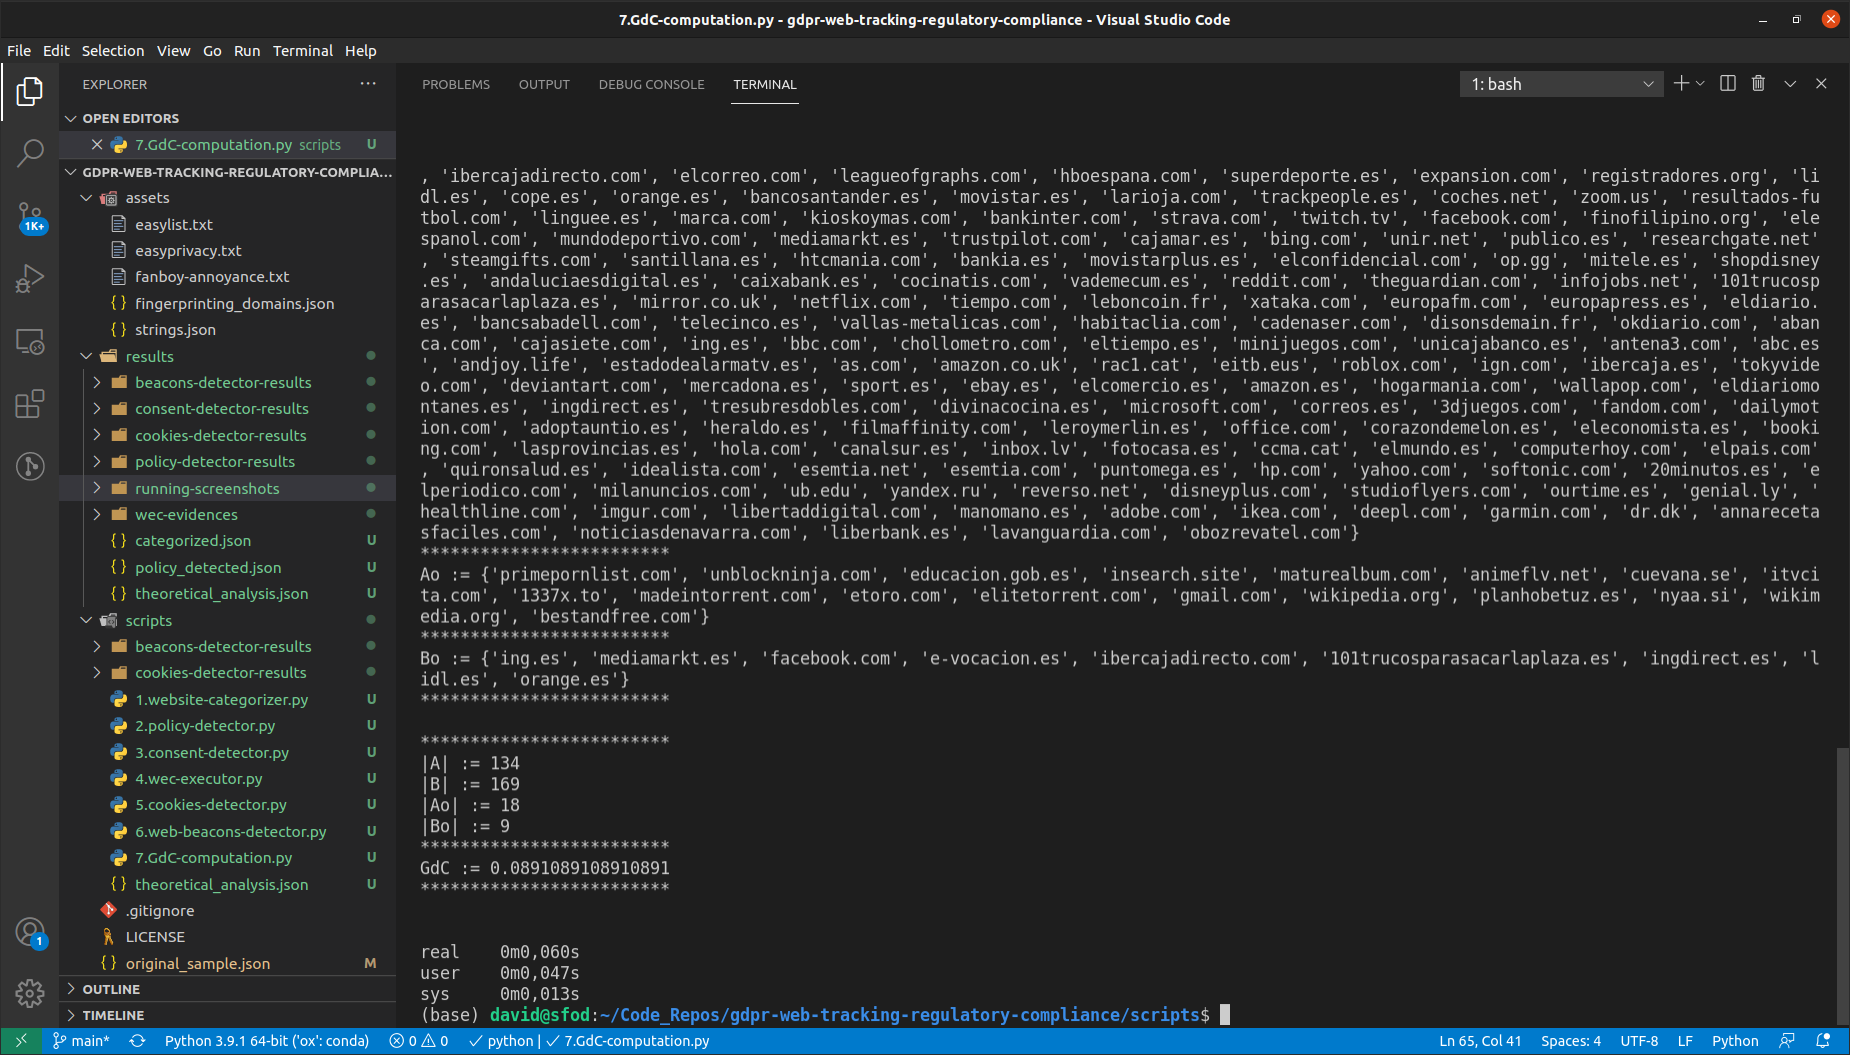 7.GdC-computation.py - gdpr-web-tracking-regulatory-compliance - Visual Studio Code
File Edit Selection View Go Run Terminal Help
EXPLORER
OPEN EDITORS
7.GdC-computation.py scripts U
GDPR-WEB-TRACKING-REGULATORY-COMPLIA...
assets
easylist.txt
easyprivacy.txt
fanboy-annoyance.txt
{} fingerprinting_domains.json
{} strings.json
results
beacons-detector-results
consent-detector-results
cookies-detector-results
policy-detector-results
running-screenshots
wec-evidences
{} categorized.json U
{} policy_detected.json U
{} theoretical_analysis.json U
scripts
beacons-detector-results
cookies-detector-results
1.website-categorizer.py U
2.policy-detector.py U
3.consent-detector.py U
4.wec-executor.py U
5.cookies-detector.py U
6.web-beacons-detector.py U
7.GdC-computation.py U
{} theoretical_analysis.json U
.gitignore
LICENSE
{} original_sample.json M
OUTLINE
TIMELINE
1K+
1
PROBLEMS OUTPUT DEBUG CONSOLE TERMINAL
1: bash
, 'ibercajadirecto.com', 'elcorreo.com', 'leagueofgraphs.com', 'hboespana.com', 'superdeporte.es', 'expansion.com', 'registradores.org', 'li
dl.es', 'cope.es', 'orange.es', 'bancosantander.es', 'movistar.es', 'larioja.com', 'trackpeople.es', 'coches.net', 'zoom.us', 'resultados-fu
tbol.com', 'linguee.es', 'marca.com', 'kioskoymas.com', 'bankinter.com', 'strava.com', 'twitch.tv', 'facebook.com', 'finofilipino.org', 'ele
spanol.com', 'mundodeportivo.com', 'mediamarkt.es', 'trustpilot.com', 'cajamar.es', 'bing.com', 'unir.net', 'publico.es', 'researchgate.net'
, 'steamgifts.com', 'santillana.es', 'htcmania.com', 'bankia.es', 'movistarplus.es', 'elconfidencial.com', 'op.gg', 'mitele.es', 'shopdisney
.es', 'andaluciaesdigital.es', 'caixabank.es', 'cocinatis.com', 'vademecum.es', 'reddit.com', 'theguardian.com', 'infojobs.net', '101trucosp
arasacarlaplaza.es', 'mirror.co.uk', 'netflix.com', 'tiempo.com', 'leboncoin.fr', 'xataka.com', 'europafm.com', 'europapress.es', 'eldiario.
es', 'bancsabadell.com', 'telecinco.es', 'vallas-metalicas.com', 'habitaclia.com', 'cadenaser.com', 'disonsdemain.fr', 'okdiario.com', 'aban
ca.com', 'cajasiete.com', 'ing.es', 'bbc.com', 'chollometro.com', 'eltiempo.es', 'minijuegos.com', 'unicajabanco.es', 'antena3.com', 'abc.es
', 'andjoy.life', 'estadodealarmatv.es', 'as.com', 'amazon.co.uk', 'rac1.cat', 'eitb.eus', 'roblox.com', 'ign.com', 'ibercaja.es', 'tokyvide
o.com', 'deviantart.com', 'mercadona.es', 'sport.es', 'ebay.es', 'elcomercio.es', 'amazon.es', 'hogarmania.com', 'wallapop.com', 'eldiariomo
ntanes.es', 'ingdirect.es', 'tresubresdobles.com', 'divinacocina.es', 'microsoft.com', 'correos.es', '3djuegos.com', 'fandom.com', 'dailymot
ion.com', 'adoptauntio.es', 'heraldo.es', 'filmaffinity.com', 'leroymerlin.es', 'office.com', 'corazondemelon.es', 'eleconomista.es', 'booki
ng.com', 'lasprovincias.es', 'hola.com', 'canalsur.es', 'inbox.lv', 'fotocasa.es', 'ccma.cat', 'elmundo.es', 'computerhoy.com', 'elpais.com'
, 'quironsalud.es', 'idealista.com', 'esemtia.net', 'esemtia.com', 'puntomega.es', 'hp.com', 'yahoo.com', 'softonic.com', '20minutos.es', 'e
lperiodico.com', 'milanuncios.com', 'ub.edu', 'yandex.ru', 'reverso.net', 'disneyplus.com', 'studioflyers.com', 'ourtime.es', 'genial.ly', '
healthline.com', 'imgur.com', 'libertaddigital.com', 'manomano.es', 'adobe.com', 'ikea.com', 'deepl.com', 'garmin.com', 'dr.dk', 'annareceta
sfaciles.com', 'noticiasdenavarra.com', 'liberbank.es', 'lavanguardia.com', 'obozrevatel.com'}
*************************
Ao := {'primepornlist.com', 'unblockninja.com', 'educacion.gob.es', 'insearch.site', 'maturealbum.com', 'animeflv.net', 'cuevana.se', 'itvci
ta.com', '1337x.to', 'madeintorrent.com', 'etoro.com', 'elitetorrent.com', 'gmail.com', 'wikipedia.org', 'planhobetuz.es', 'nyaa.si', 'wikim
edia.org', 'bestandfree.com'}
*************************
Bo := {'ing.es', 'mediamarkt.es', 'facebook.com', 'e-vocacion.es', 'ibercajadirecto.com', '101trucosparasacarlaplaza.es', 'ingdirect.es', 'l
idl.es', 'orange.es'}
*************************
*************************
|A| := 134
|B| := 169
|Ao| := 18
|Bo| := 9
*************************
GdC := 0.0891089108910891
*************************
real 0m0,060s
user 0m0,047s
sys 0m0,013s
(base) david@sfod:~/Code_Repos/gdpr-web-tracking-regulatory-compliance/scripts$
main* Python 3.9.1 64-bit ('ox': conda) 0 0 python | 7.GdC-computation.py Ln 65, Col 41 Spaces: 4 UTF-8 LF Python